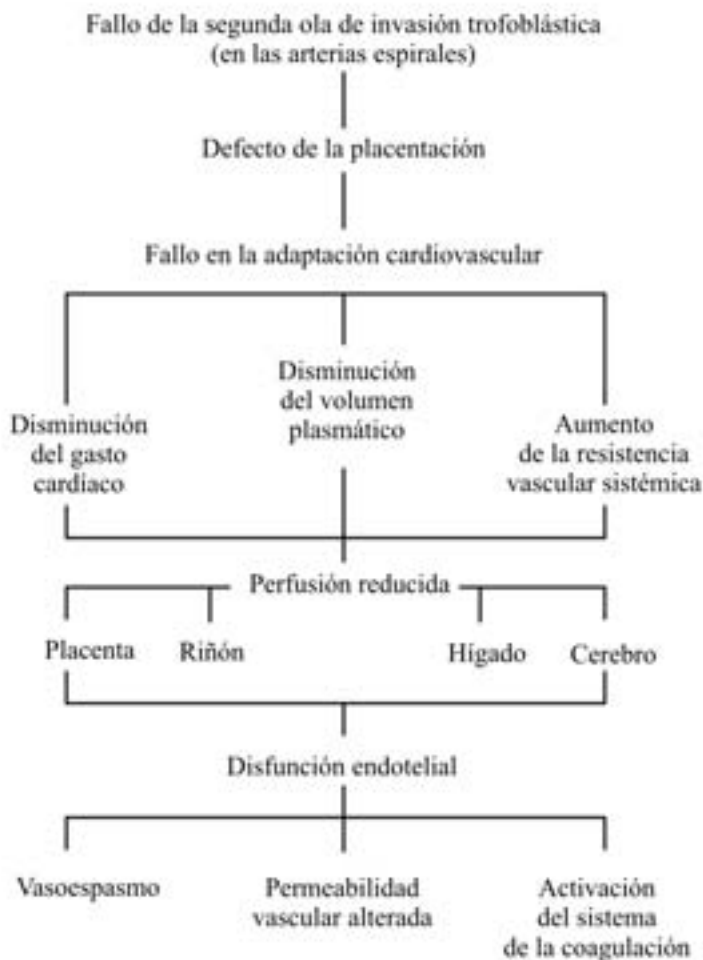 Fallo de la segunda ola de invasión trofoblástica
(en las arterias espirales)
Defecto de la placentación
Fallo en la adaptación cardiovascular
Disminución
del gasto
cardíaco
Disminución
del volumen
plasmático
Aumento
de la resistencia
vascular sistémica
Perfusión reducida
Placenta
Riñón
Hígado
Cerebro
Disfunción endotelial
Vasoespasmo
Permeabilidad
vascular alterada
Activación
del sistema
de la coagulación